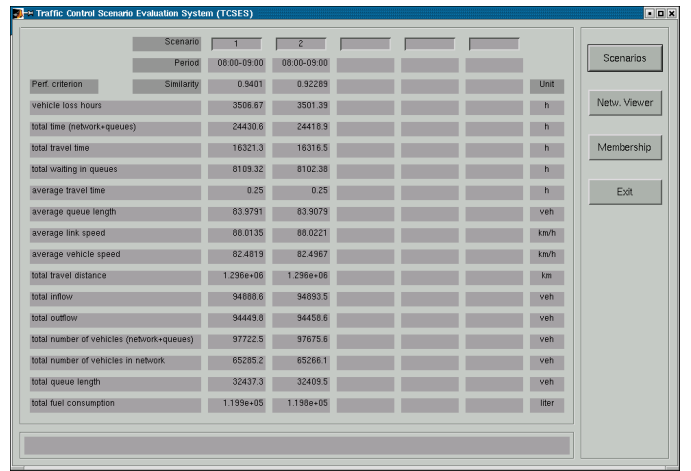 Traffic Control Scenario Evaluation System (TCSES)
Scenario 1 2
Period 08:00-09:00 08:00-09:00
Perf. criterion Similarity 0.9401 0.92289 Unit
vehicle loss hours 3506.67 3501.39 h
total time (network+queues) 24430.6 24418.9 h
total travel time 16321.3 16316.5 h
total waiting in queues 8109.32 8102.38 h
average travel time 0.25 0.25 h
average queue length 83.9791 83.9079 veh
average link speed 88.0135 88.0221 km/h
average vehicle speed 82.4819 82.4967 km/h
total travel distance 1.296e+06 1.296e+06 km
total inflow 94888.6 94893.5 veh
total outflow 94449.8 94458.6 veh
total number of vehicles (network+queues) 97722.5 97675.6 veh
total number of vehicles in network 65285.2 65266.1 veh
total queue length 32437.3 32409.5 veh
total fuel consumption 1.199e+05 1.198e+05 liter
Scenarios
Netw. Viewer
Membership
Exit